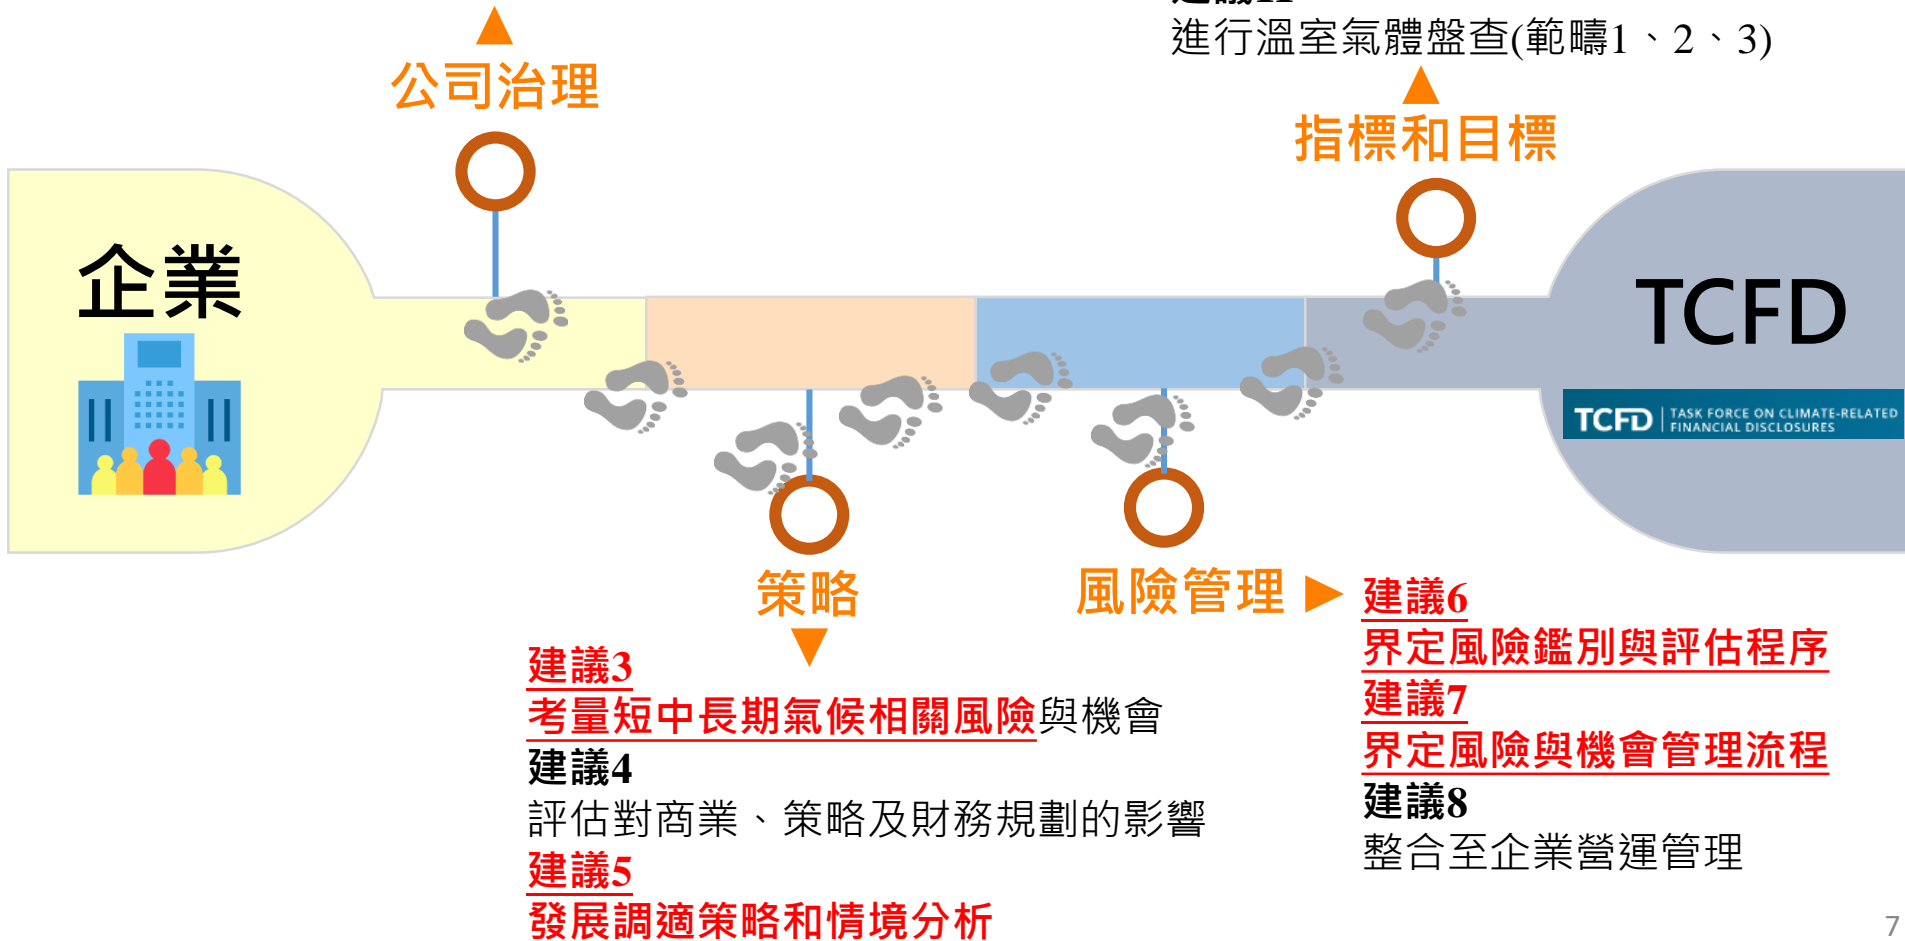 進行溫室氣體盤查(範疇1、2、3)
公司治理
指標和目標
企業
TCFD
TCFD | TASK FORCE ON CLIMATE-RELATED
FINANCIAL DISCLOSURES
策略
建議3
考量短中長期氣候相關風險與機會
建議4
評估對商業、策略及財務規劃的影響
建議5
發展調適策略和情境分析
風險管理
建議6
界定風險鑑別與評估程序
建議7
界定風險與機會管理流程
建議8
整合至企業營運管理
7